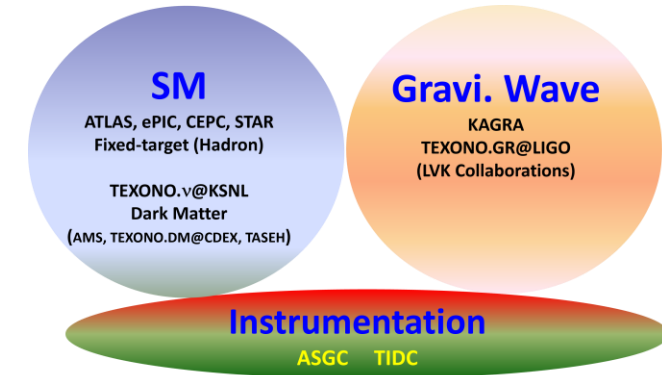 SM
ATLAS, ePIC, CEPC, STAR
Fixed-target (Hadron)
TEXONO.ν@KSNL
Dark Matter
(AMS, TEXONO.DM@CDEX, TASEH)
Gravi. Wave
KAGRA
TEXONO.GR@LIGO
(LVK Collaborations)
Instrumentation
ASGC TIDC